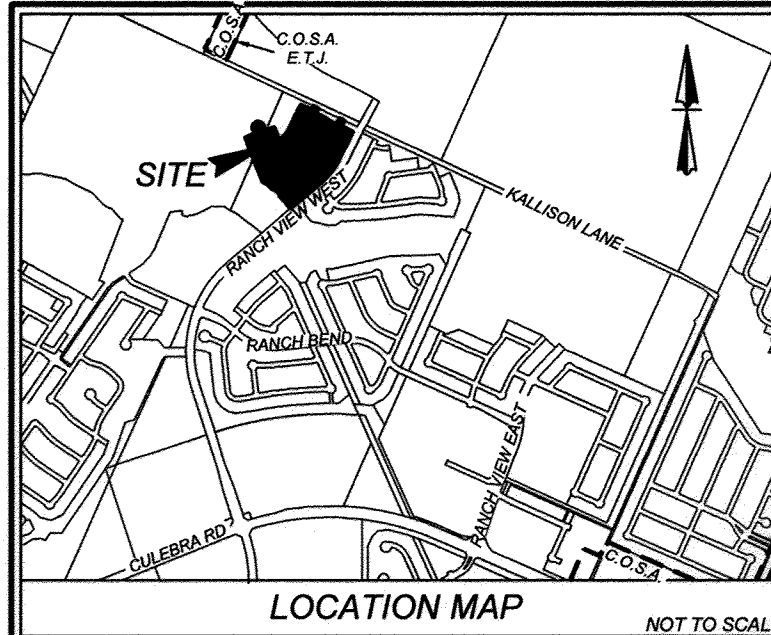 C.O.S.A.
C.O.S.A.
E.T.J.
SITE
RANCH VIEW WEST
KALLISON LANE
RANCH BEND
RANCH VIEW EAST
CULEBRA RD
C.O.S.A.
LOCATION MAP
NOT TO SCAL